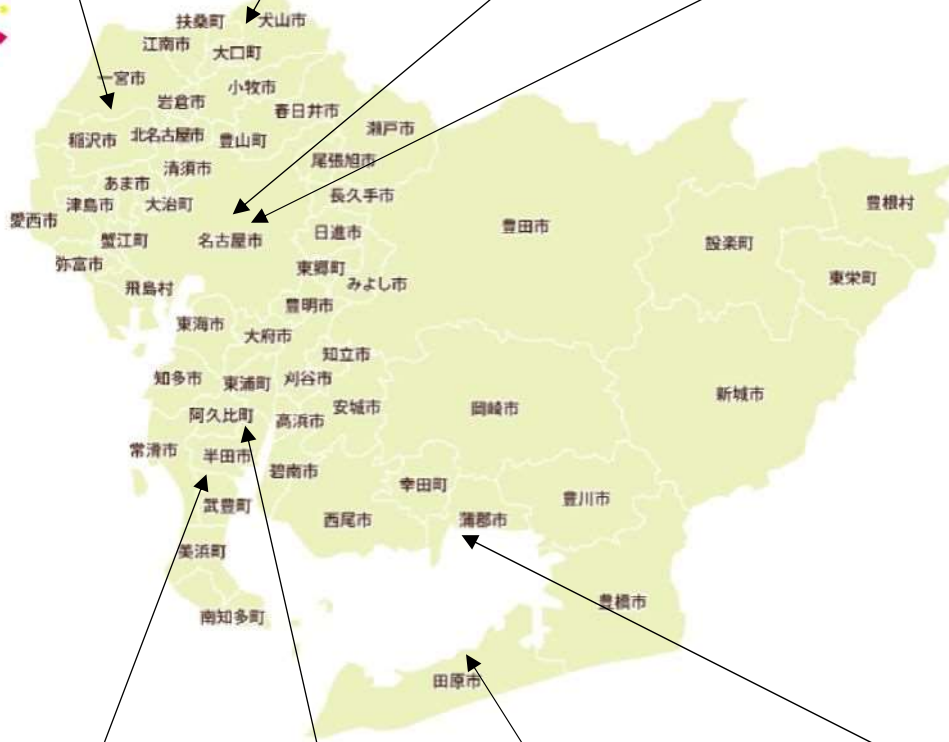 扶桑町
犬山市
江南市
大口町
一宮市
小牧市
岩倉市
春日井市
瀬戸市
稲沢市
北名古屋市
豊山町
尾張旭市
清須市
あま市
長久手市
津島市
大治町
愛西市
豊根村
豊田市
日進市
蟹江町
名古屋市
設楽町
弥富市
東郷町
東栄町
みよし市
飛島村
豊明市
東海市
大府市
知立市
知多市
東浦町
刈谷市
新城市
安城市
岡崎市
阿久比町
高浜市
常滑市
半田市
碧南市
幸田町
豊川市
武豊町
西尾市
蒲郡市
美浜町
豊橋市
南知多町
田原市